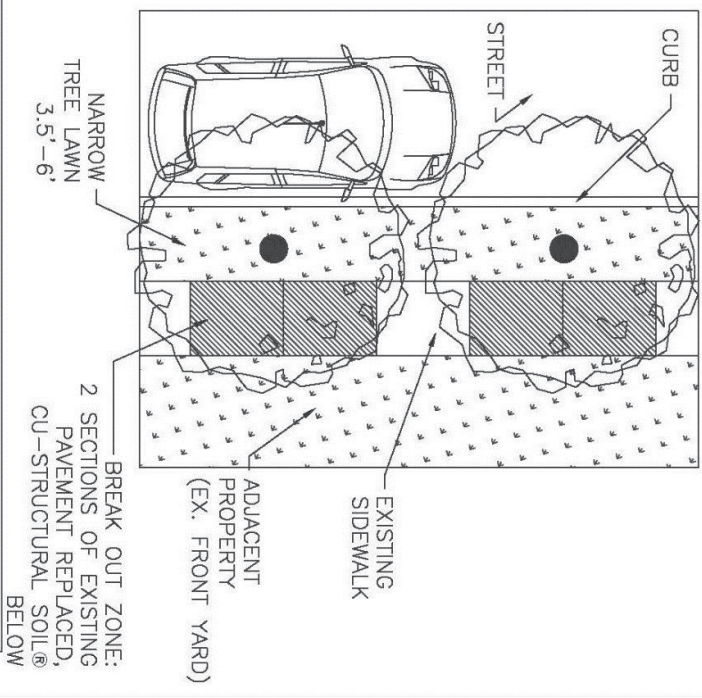 CURB
STREET
NARROW
TREE LAWN
3.5'-6'
EXISTING
SIDEWALK
ADJACENT
PROPERTY
(EX. FRONT YARD)
BREAK OUT ZONE:
2 SECTIONS OF EXISTING
PAVEMENT REPLACED,
CU-STRUCTURAL SOIL®
BELOW